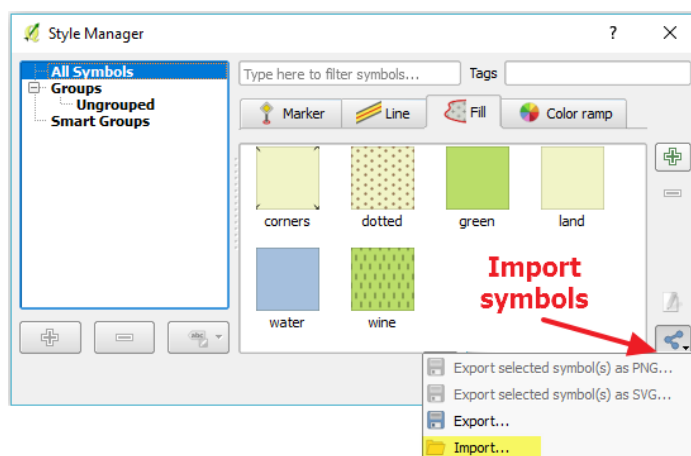 Style Manager
?
All Symbols
Groups
Ungrouped
Smart Groups
Type here to filter symbols... Tags
Marker Line Fill Color ramp
corners dotted green land
water wine
Import
symbols
abc
Export selected symbol(s) as PNG...
Export selected symbol(s) as SVG...
Export...
Import...